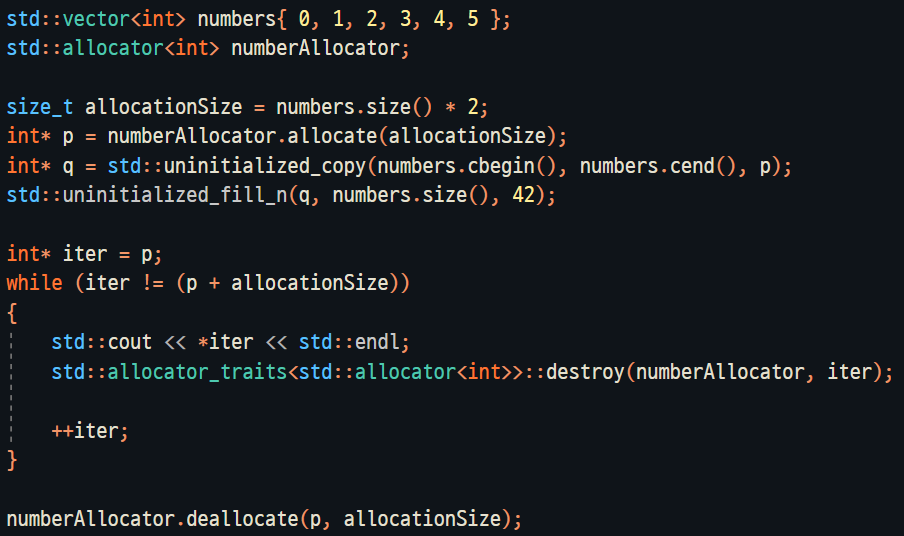 std::vector<int> numbers{ 0, 1, 2, 3, 4, 5 };
std::allocator<int> numberAllocator;
size_t allocationSize = numbers.size() * 2;
int* p = numberAllocator.allocate(allocationSize);
int* q = std::uninitialized_copy(numbers.cbegin(), numbers.cend(), p);
std::uninitialized_fill_n(q, numbers.size(), 42);
int* iter = p;
while (iter != (p + allocationSize))
{
    std::cout << *iter << std::endl;
    std::allocator_traits<std::allocator<int>>::destroy(numberAllocator, iter);
    ++iter;
}
numberAllocator.deallocate(p, allocationSize);